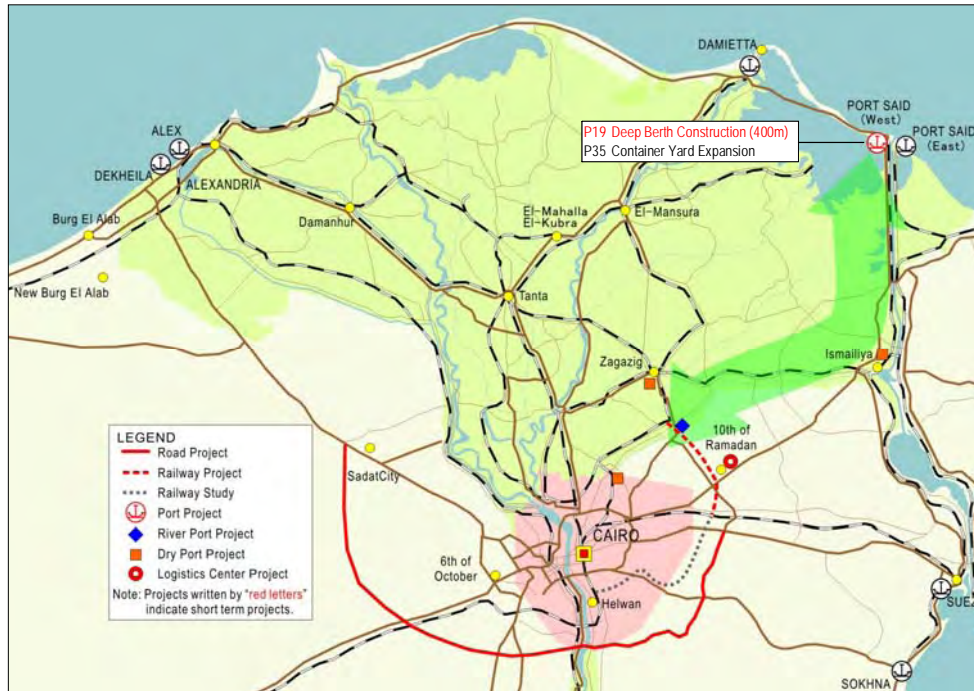 DAMIETTA
PORT SAID
(West)
P19 Deep Berth Construction (400m)
P35 Container Yard Expansion
PORT SAID
(East)
ALEX
DEKHEILA
ALEXANDRIA
Burg El Alab
Damanhur
El-Mahalla
El-Kubra
El-Mansura
New Burg El Alab
Tanta
Zagazig
Ismailiya
10th of
Ramadan
LEGEND
Road Project
Railway Project
Railway Study
Port Project
River Port Project
Dry Port Project
Logistics Center Project
Note: Projects written by "red letters"
indicate short term projects.
SadatCity
CAIRO
6th of
October
Helwan
SUEZ
SOKHNA